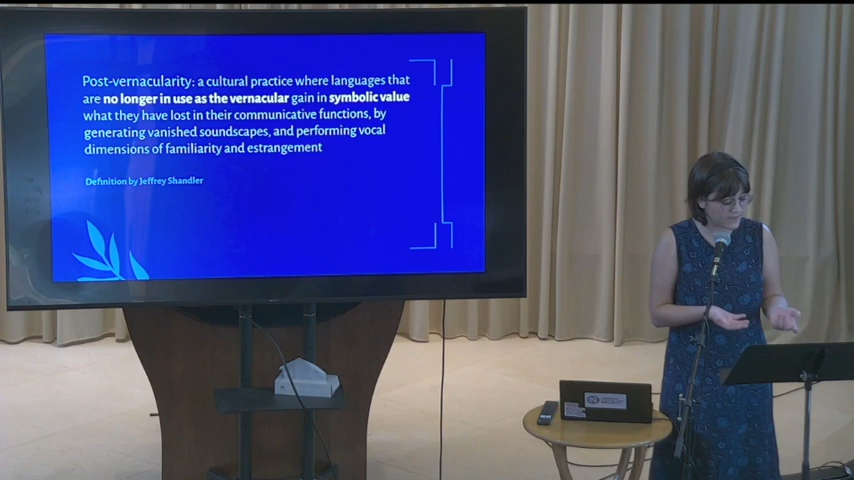 Post-vernacularity: a cultural practice where languages that
are no longer in use as the vernacular gain in symbolic value
what they have lost in their communicative functions, by
generating vanished soundscapes, and performing vocal
dimensions of familiarity and estrangement
Definition by Jeffrey Shandler